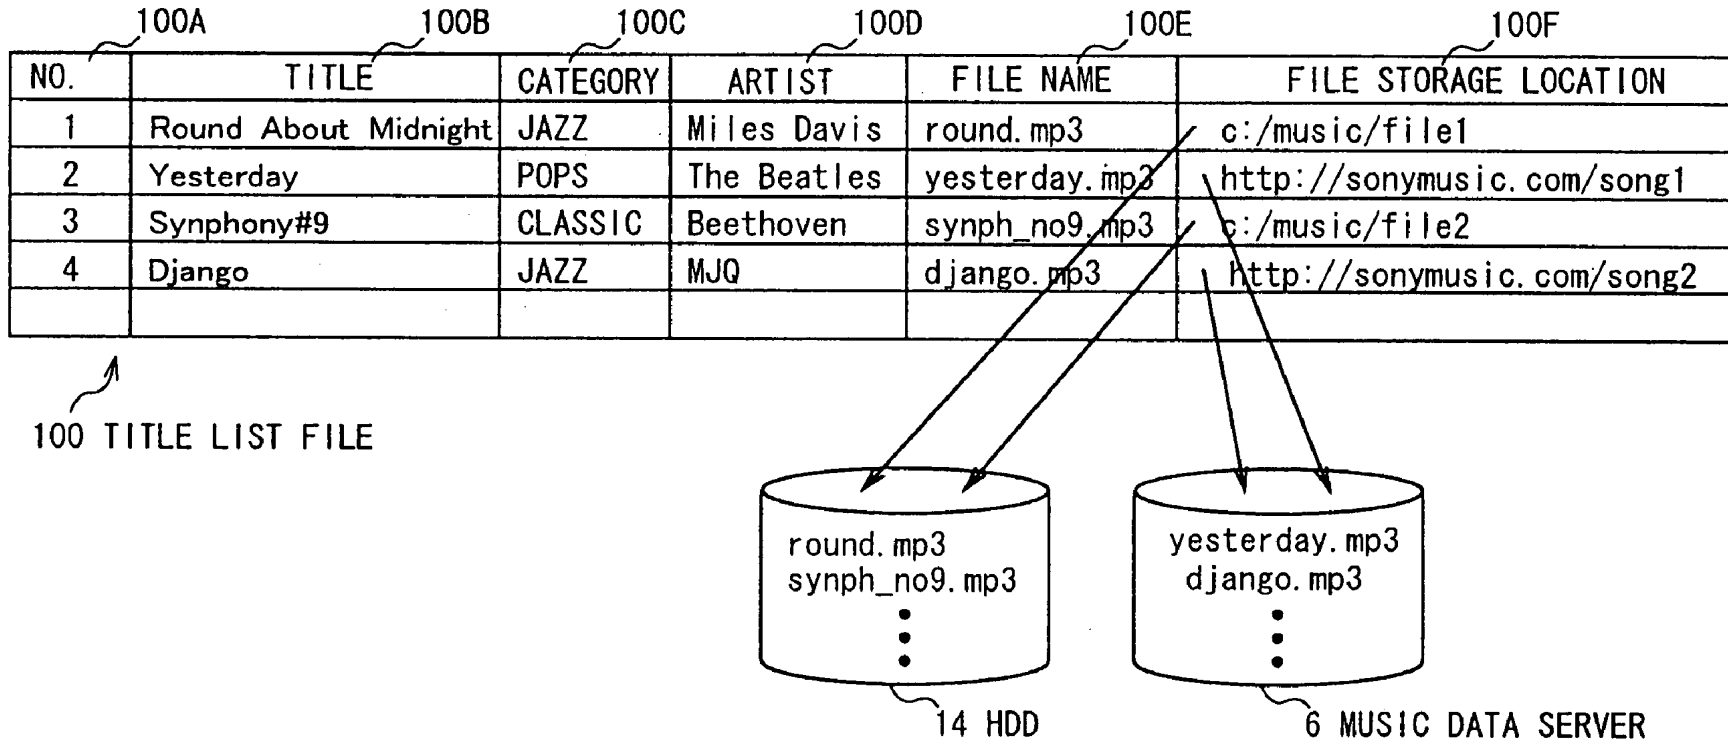 100A 100B 100C 100D 100E 100F
NO. TITLE CATEGORY ARTIST FILE NAME FILE STORAGE LOCATION
1 Round About Midnight JAZZ Miles Davis round.mp3 c:/music/file1
2 Yesterday POPS The Beatles yesterday.mp3 http://sonymusic.com/song1
3 Synphony#9 CLASSIC Beethoven synph_no9.mp3 c:/music/file2
4 Django JAZZ MJQ django.mp3 http://sonymusic.com/song2
100 TITLE LIST FILE
round.mp3
synph_no9.mp3
yesterday.mp3
django.mp3
14 HDD
6 MUSIC DATA SERVER